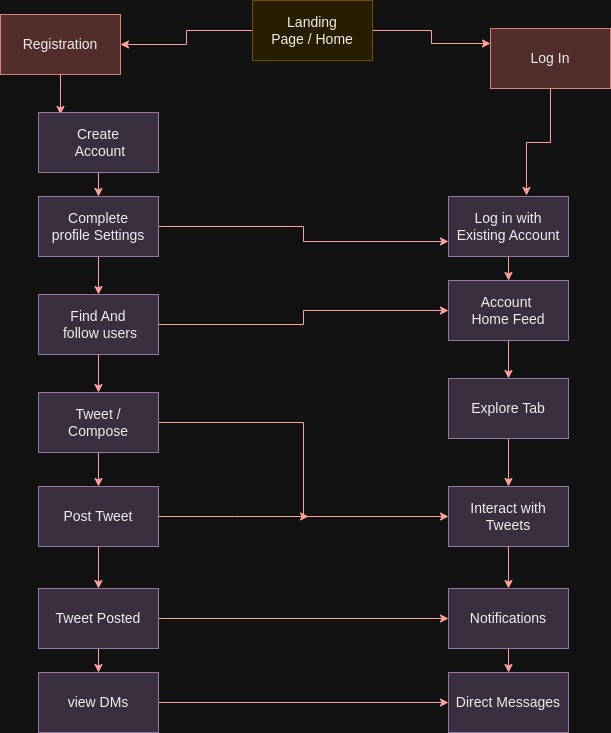 Landing
Page / Home
Registration
Log In
Create
Account
Complete
profile Settings
Log in with
Existing Account
Find And
follow users
Account
Home Feed
Tweet /
Compose
Explore Tab
Post Tweet
Interact with
Tweets
Tweet Posted
Notifications
view DMs
Direct Messages